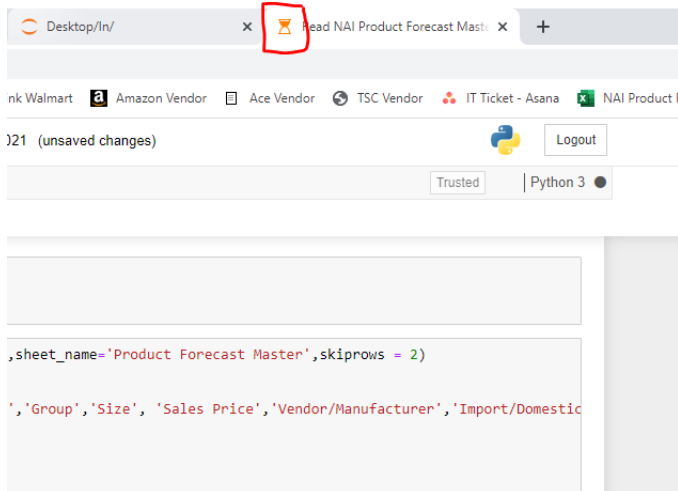 Desktop/In/ Read NAI Product Forecast Maste
nk Walmart Amazon Vendor Ace Vendor TSC Vendor IT Ticket - Asana NAI Product
021 (unsaved changes) Logout
Trusted Python 3
,sheet_name='Product Forecast Master',skiprows = 2)
','Group','Size', 'Sales Price','Vendor/Manufacturer','Import/Domestic